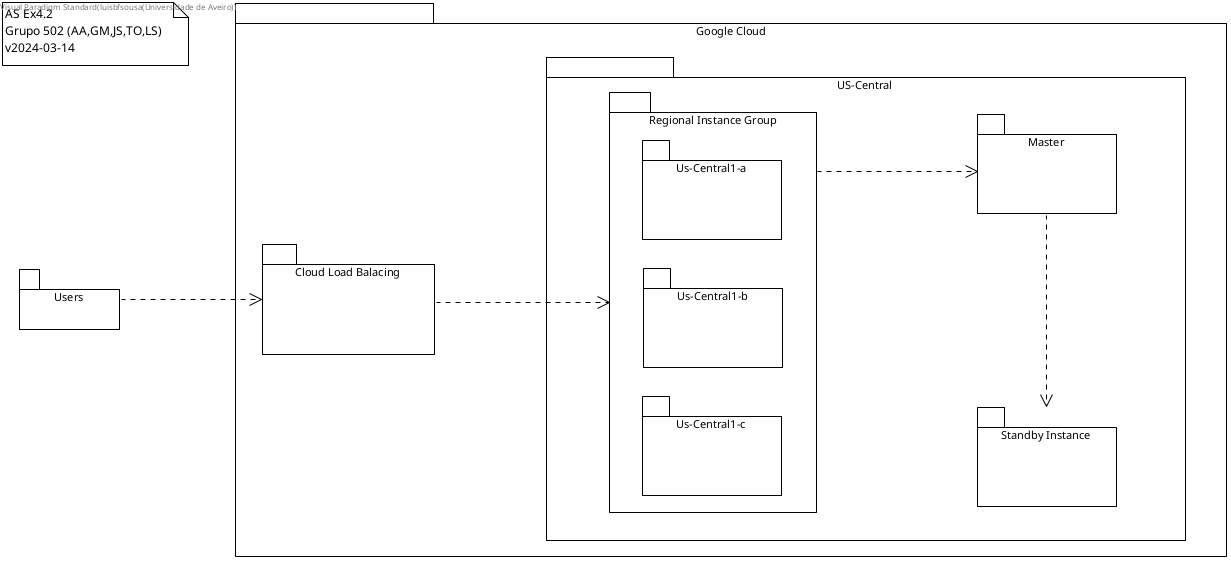 Visual Paradigm Standard(luisbfsousa(Universidade de Aveiro)
AS Ex4.2
Grupo 502 (AA,GM,JS,TO,LS)
v2024-03-14
Google Cloud
US-Central
Regional Instance Group
Us-Central1-a
Master
Cloud Load Balacing
Users
Us-Central1-b
Us-Central1-c
Standby Instance